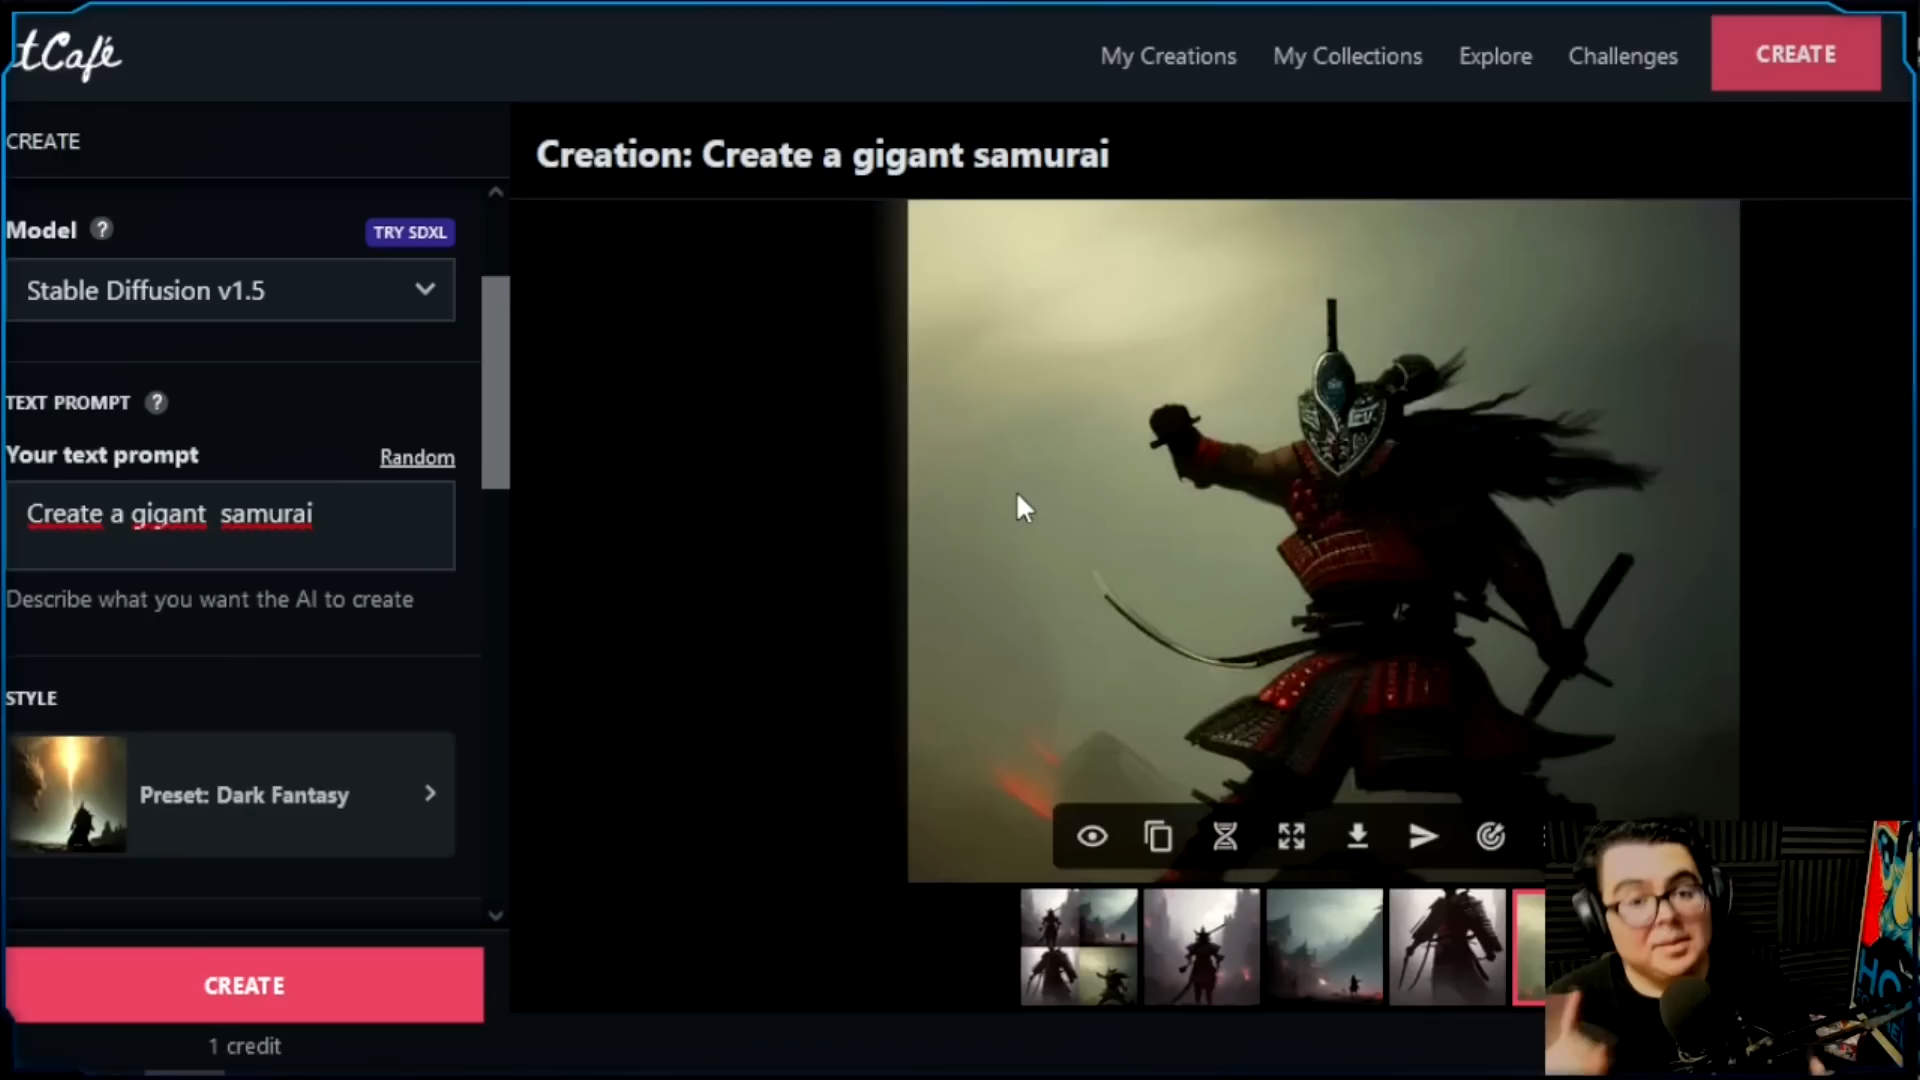 tCafé
My Creations
My Collections
Explore
Challenges
CREATE
CREATE
Creation: Create a gigant samurai
Model ?
TRY SDXL
Stable Diffusion v1.5
TEXT PROMPT ?
Your text prompt
Random
Create a gigant  samurai
Describe what you want the AI to create
STYLE
Preset: Dark Fantasy
CREATE
1 credit